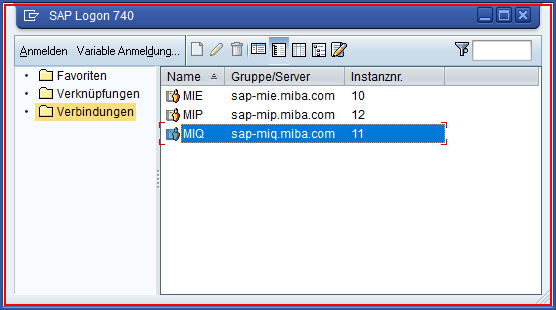 SAP Logon 740
Anmelden Variable Anmeldung...
Favoriten
Verknüpfungen
Verbindungen
Name Gruppe/Server Instanznr.
MIE sap-mie.miba.com 10
MIP sap-mip.miba.com 12
MIQ sap-miq.miba.com 11